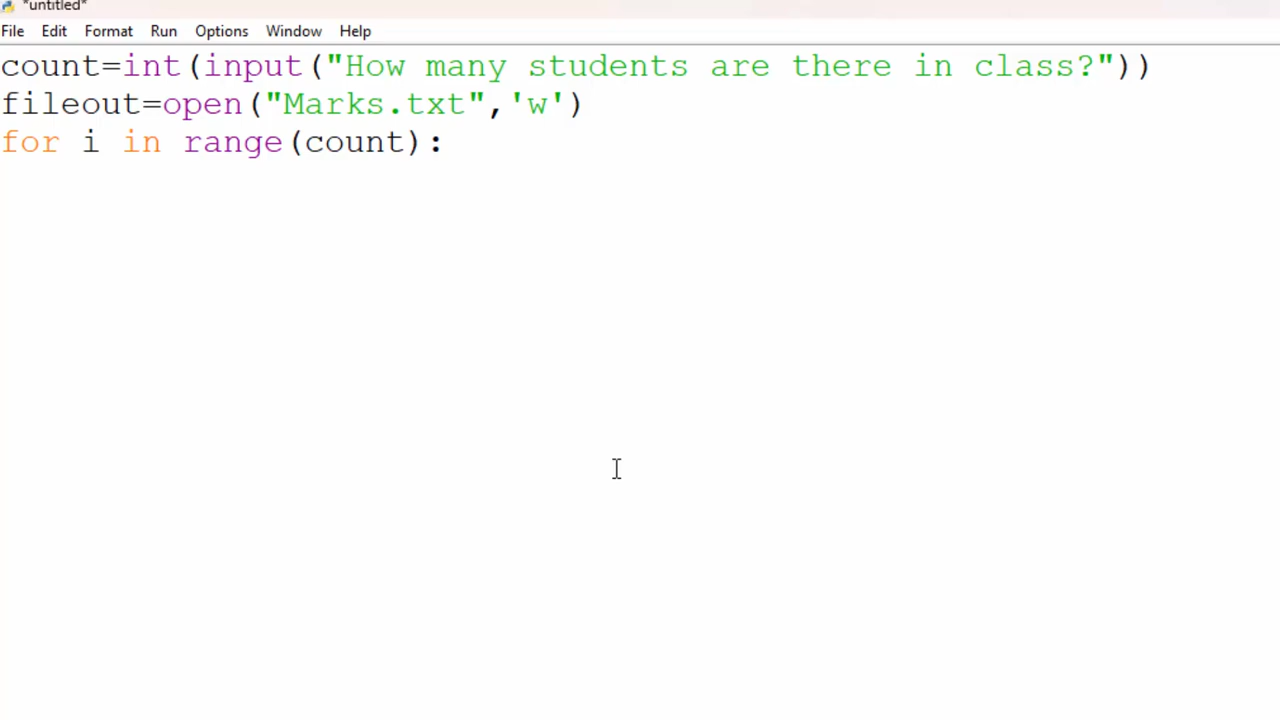 *untitled*
File Edit Format Run Options Window Help
count=int(input("How many students are there in class?"))
fileout=open("Marks.txt",'w')
for i in range(count):